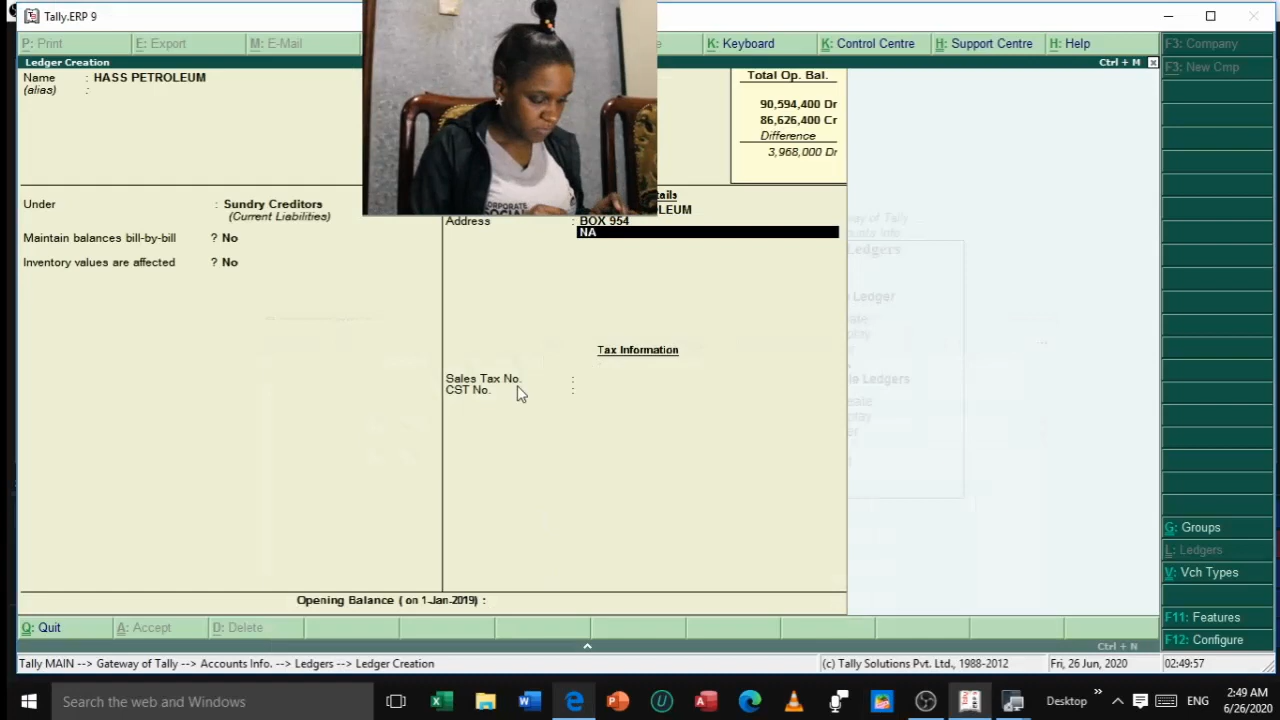 Tally.ERP 9
P: Print
E: Export
M: E-Mail
K: Keyboard
K: Control Centre
H: Support Centre
H: Help
Ledger Creation
Ctrl + M
Name : HASS PETROLEUM
(alias) :
Total Op. Bal.
90,594,400 Dr
86,626,400 Cr
Difference
3,968,000 Dr
Under : Sundry Creditors
(Current Liabilities)
Maintain balances bill-by-bill ? No
Inventory values are affected ? No
Address : BOX 954
NA
Tax Information
Sales Tax No. :
CST No. :
Opening Balance ( on 1-Jan-2019) :
F3: Company
F3: New Cmp
G: Groups
L: Ledgers
V: Vch Types
F11: Features
F12: Configure
Q: Quit
A: Accept
D: Delete
Ctrl + N
Tally MAIN --> Gateway of Tally --> Accounts Info. --> Ledgers --> Ledger Creation
(c) Tally Solutions Pvt. Ltd., 1988-2012
Fri, 26 Jun, 2020
02:49:57
Search the web and Windows
Desktop
ENG
2:49 AM
6/26/2020